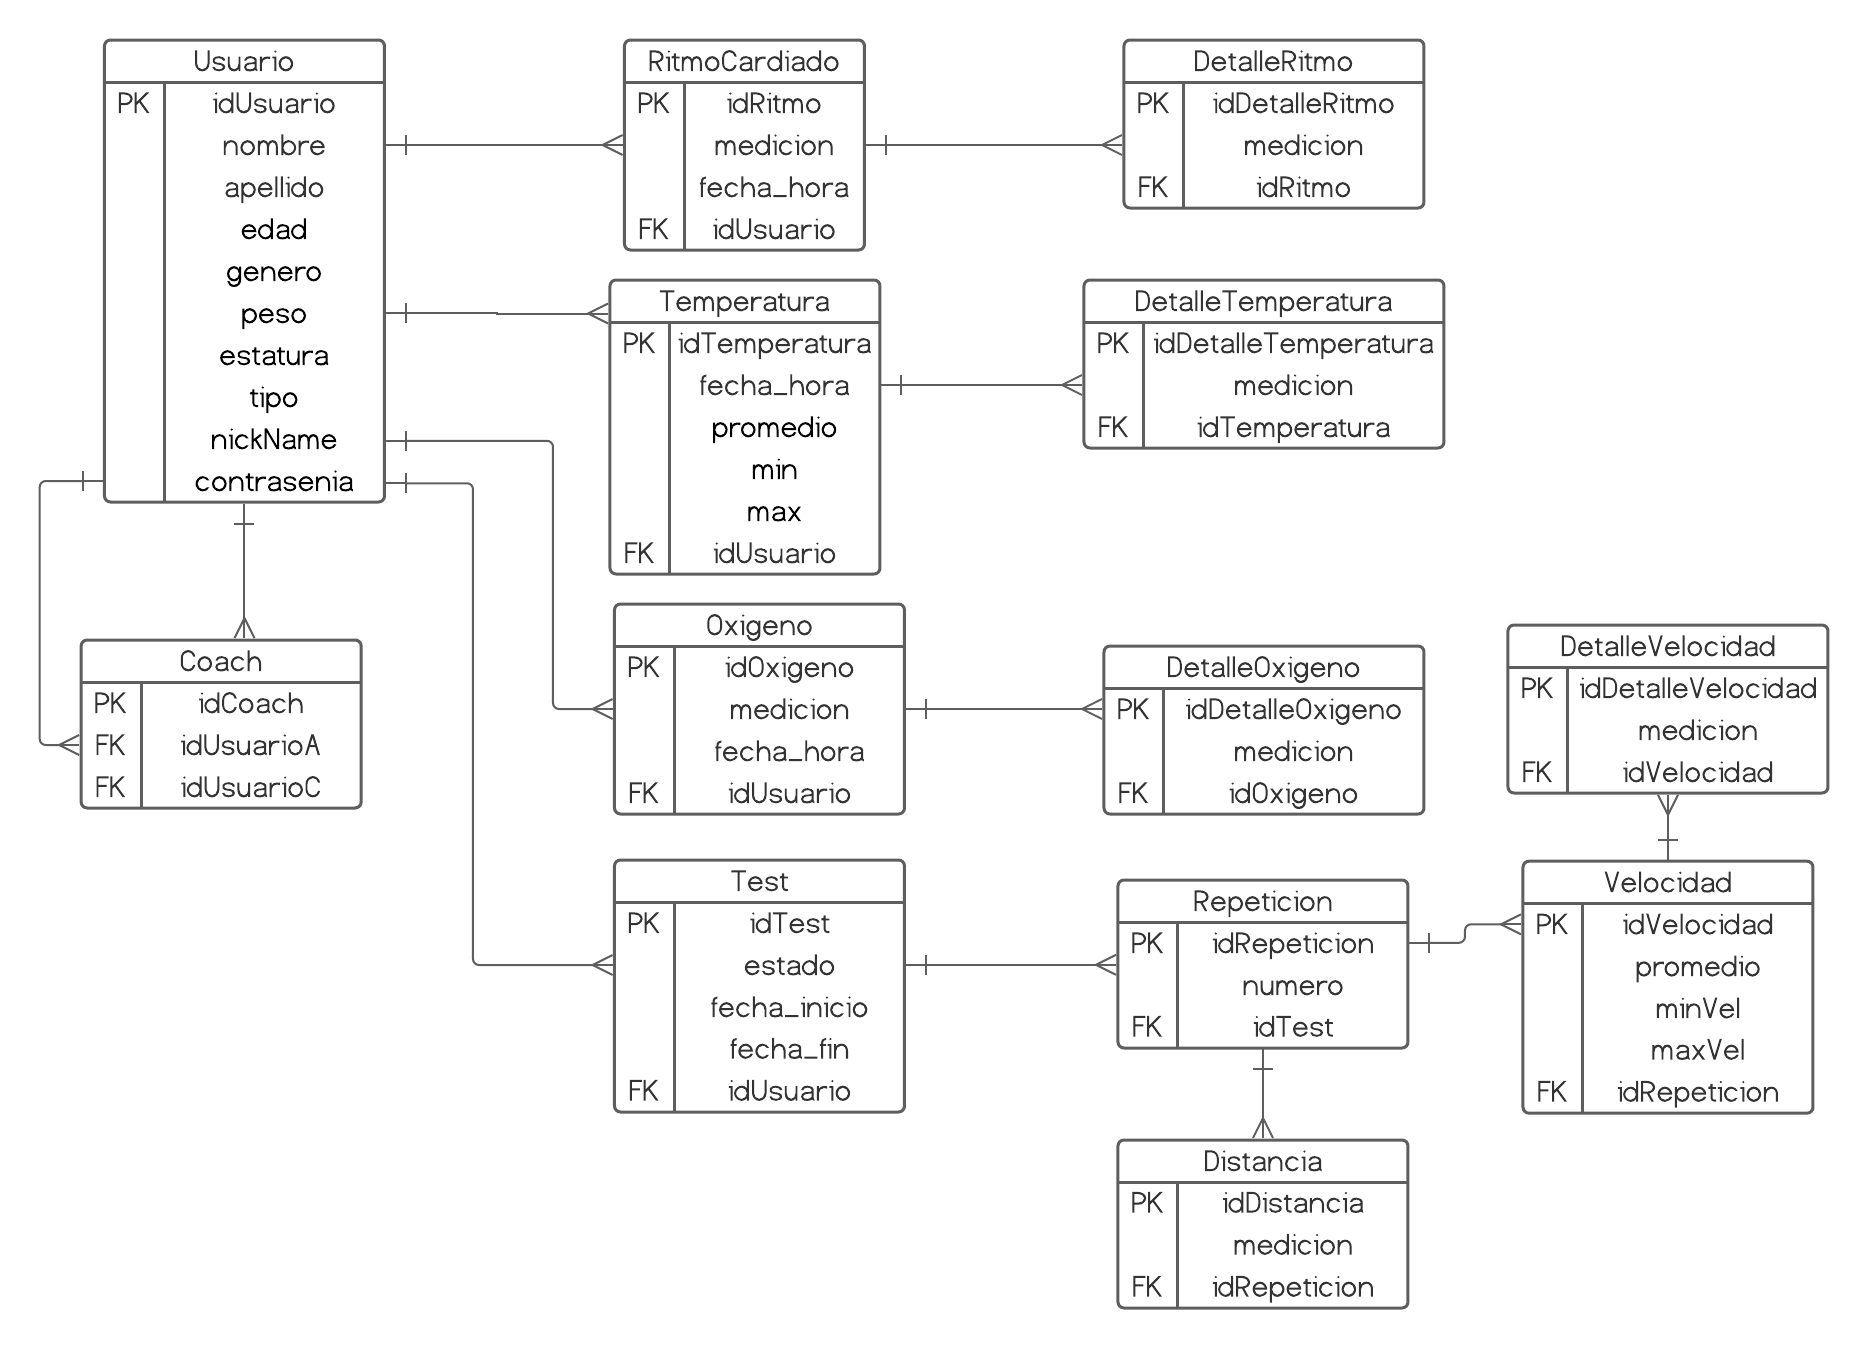 Usuario
PK idUsuario
nombre
apellido
edad
genero
peso
estatura
tipo
nickName
contrasenia
RitmoCardiado
PK idRitmo
medicion
fecha_hora
FK idUsuario
DetalleRitmo
PK idDetalleRitmo
medicion
FK idRitmo
Temperatura
PK idTemperatura
fecha_hora
promedio
min
max
FK idUsuario
DetalleTemperatura
PK idDetalleTemperatura
medicion
FK idTemperatura
Coach
PK idCoach
FK idUsuarioA
FK idUsuarioC
Oxigeno
PK idOxigeno
medicion
fecha_hora
FK idUsuario
DetalleOxigeno
PK idDetalleOxigeno
medicion
FK idOxigeno
DetalleVelocidad
PK idDetalleVelocidad
medicion
FK idVelocidad
Test
PK idTest
estado
fecha_inicio
fecha_fin
FK idUsuario
Repeticion
PK idRepeticion
numero
FK idTest
Velocidad
PK idVelocidad
promedio
minVel
maxVel
FK idRepeticion
Distancia
PK idDistancia
medicion
FK idRepeticion